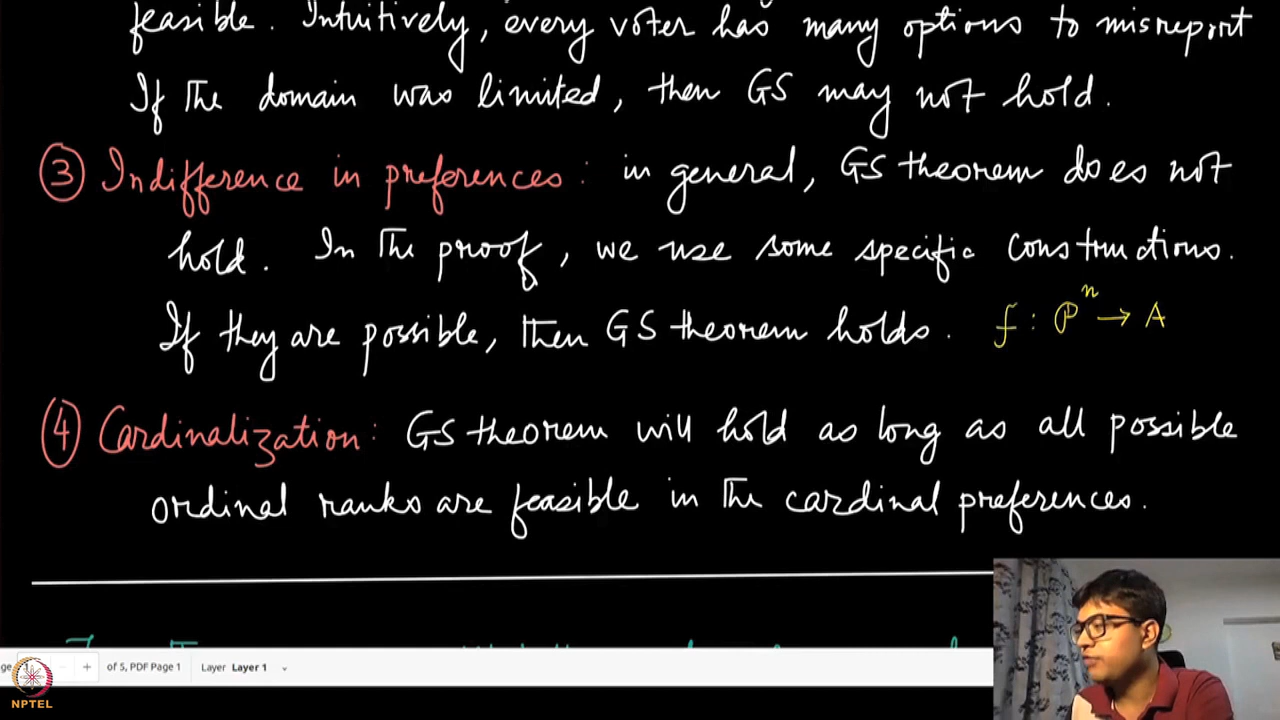 feasible. Intuitively, every voter has many options to misreport
If the domain was limited, then GS may not hold.
③ Indifference in preferences: in general, GS theorem does not
hold. In the proof, we use some specific constructions.
If they are possible, then GS theorem holds. f : P^n → A
④ Cardinalization: GS theorem will hold as long as all possible
ordinal ranks are feasible in the cardinal preferences.
of 5, PDF Page 1 Layer Layer 1
NPTEL